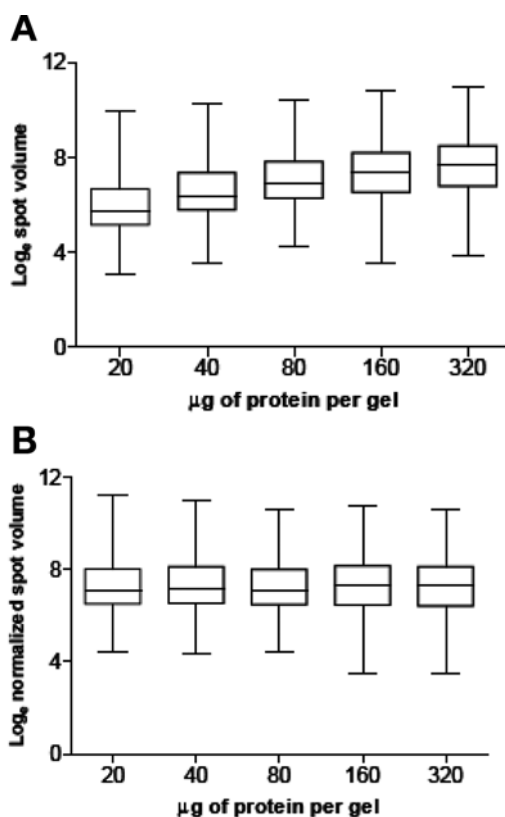 A
12
8
4
0
Logₑ spot volume
20 40 80 160 320
μg of protein per gel
B
12
8
4
0
Logₑ normalized spot volume
20 40 80 160 320
μg of protein per gel